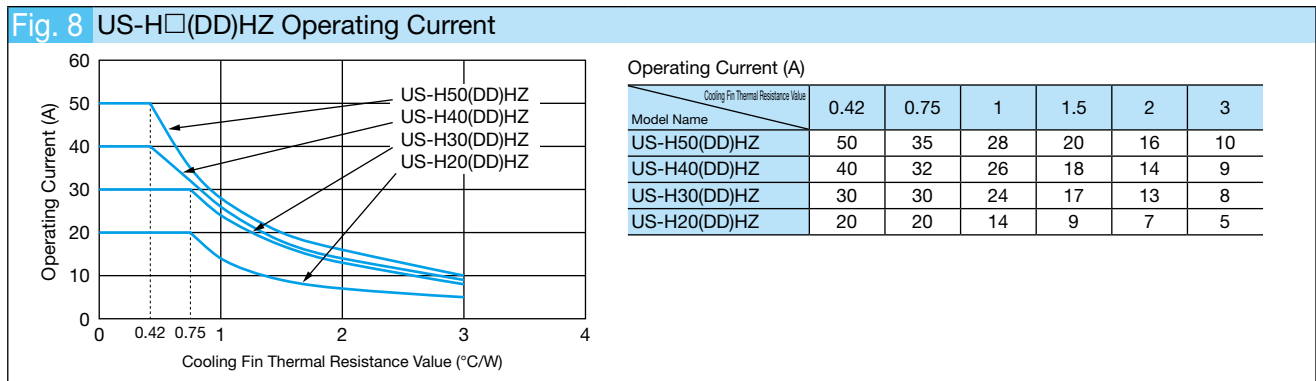 Fig. 8 US-H□(DD)HZ Operating Current
60
50
40
30
20
10
0
Operating Current (A)
US-H50(DD)HZ
US-H40(DD)HZ
US-H30(DD)HZ
US-H20(DD)HZ
0 0.42 0.75 1 2 3 4
Cooling Fin Thermal Resistance Value (°C/W)
Operating Current (A)
Cooling Fin Thermal Resistance Value
Model Name 0.42 0.75 1 1.5 2 3
US-H50(DD)HZ 50 35 28 20 16 10
US-H40(DD)HZ 40 32 26 18 14 9
US-H30(DD)HZ 30 30 24 17 13 8
US-H20(DD)HZ 20 20 14 9 7 5